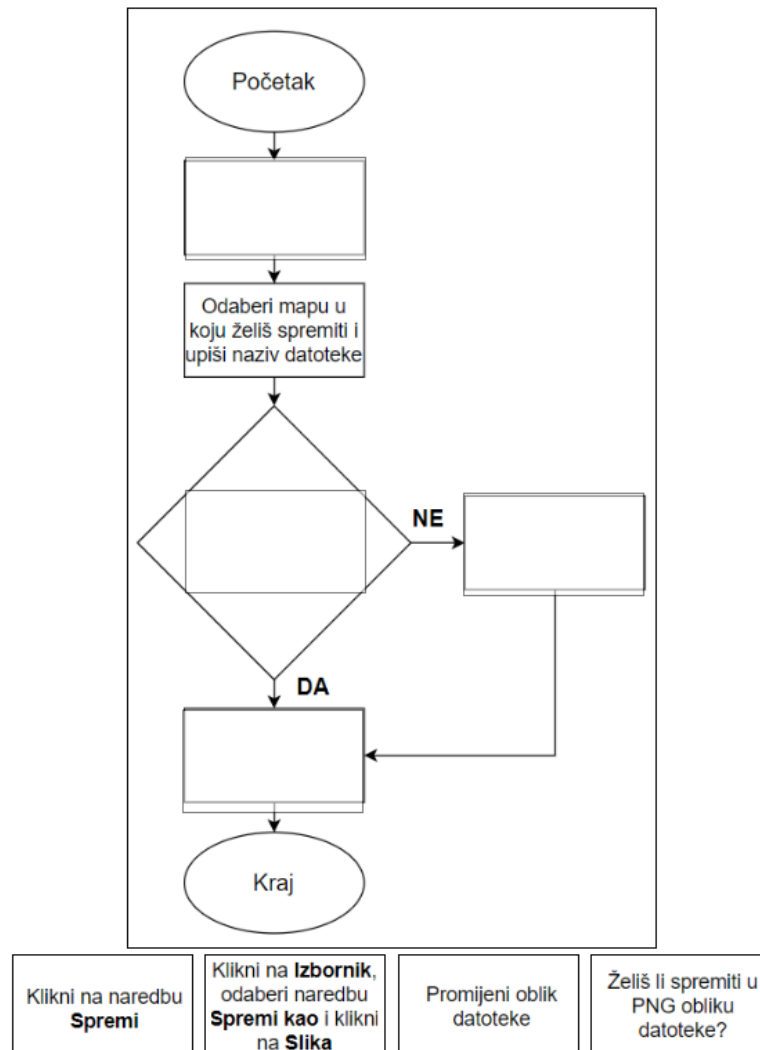 Početak
Odaberi mapu u
koju želiš spremiti i
upiši naziv datoteke
NE
DA
Kraj
Klikni na naredbu
Spremi
Klikni na Izbornik,
odaberi naredbu
Spremi kao i klikni
na Slika
Promijeni oblik
datoteke
Želiš li spremiti u
PNG obliku
datoteke?